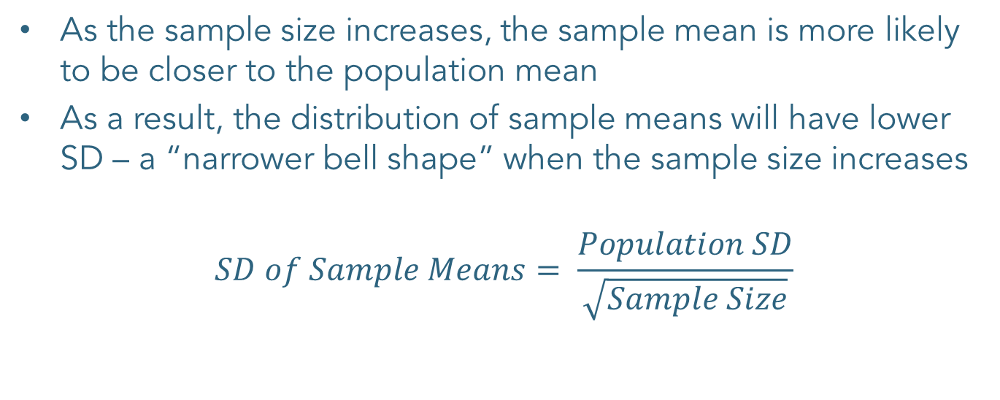 • As the sample size increases, the sample mean is more likely
to be closer to the population mean
• As a result, the distribution of sample means will have lower
SD – a “narrower bell shape” when the sample size increases
SD of Sample Means = Population SD / √Sample Size